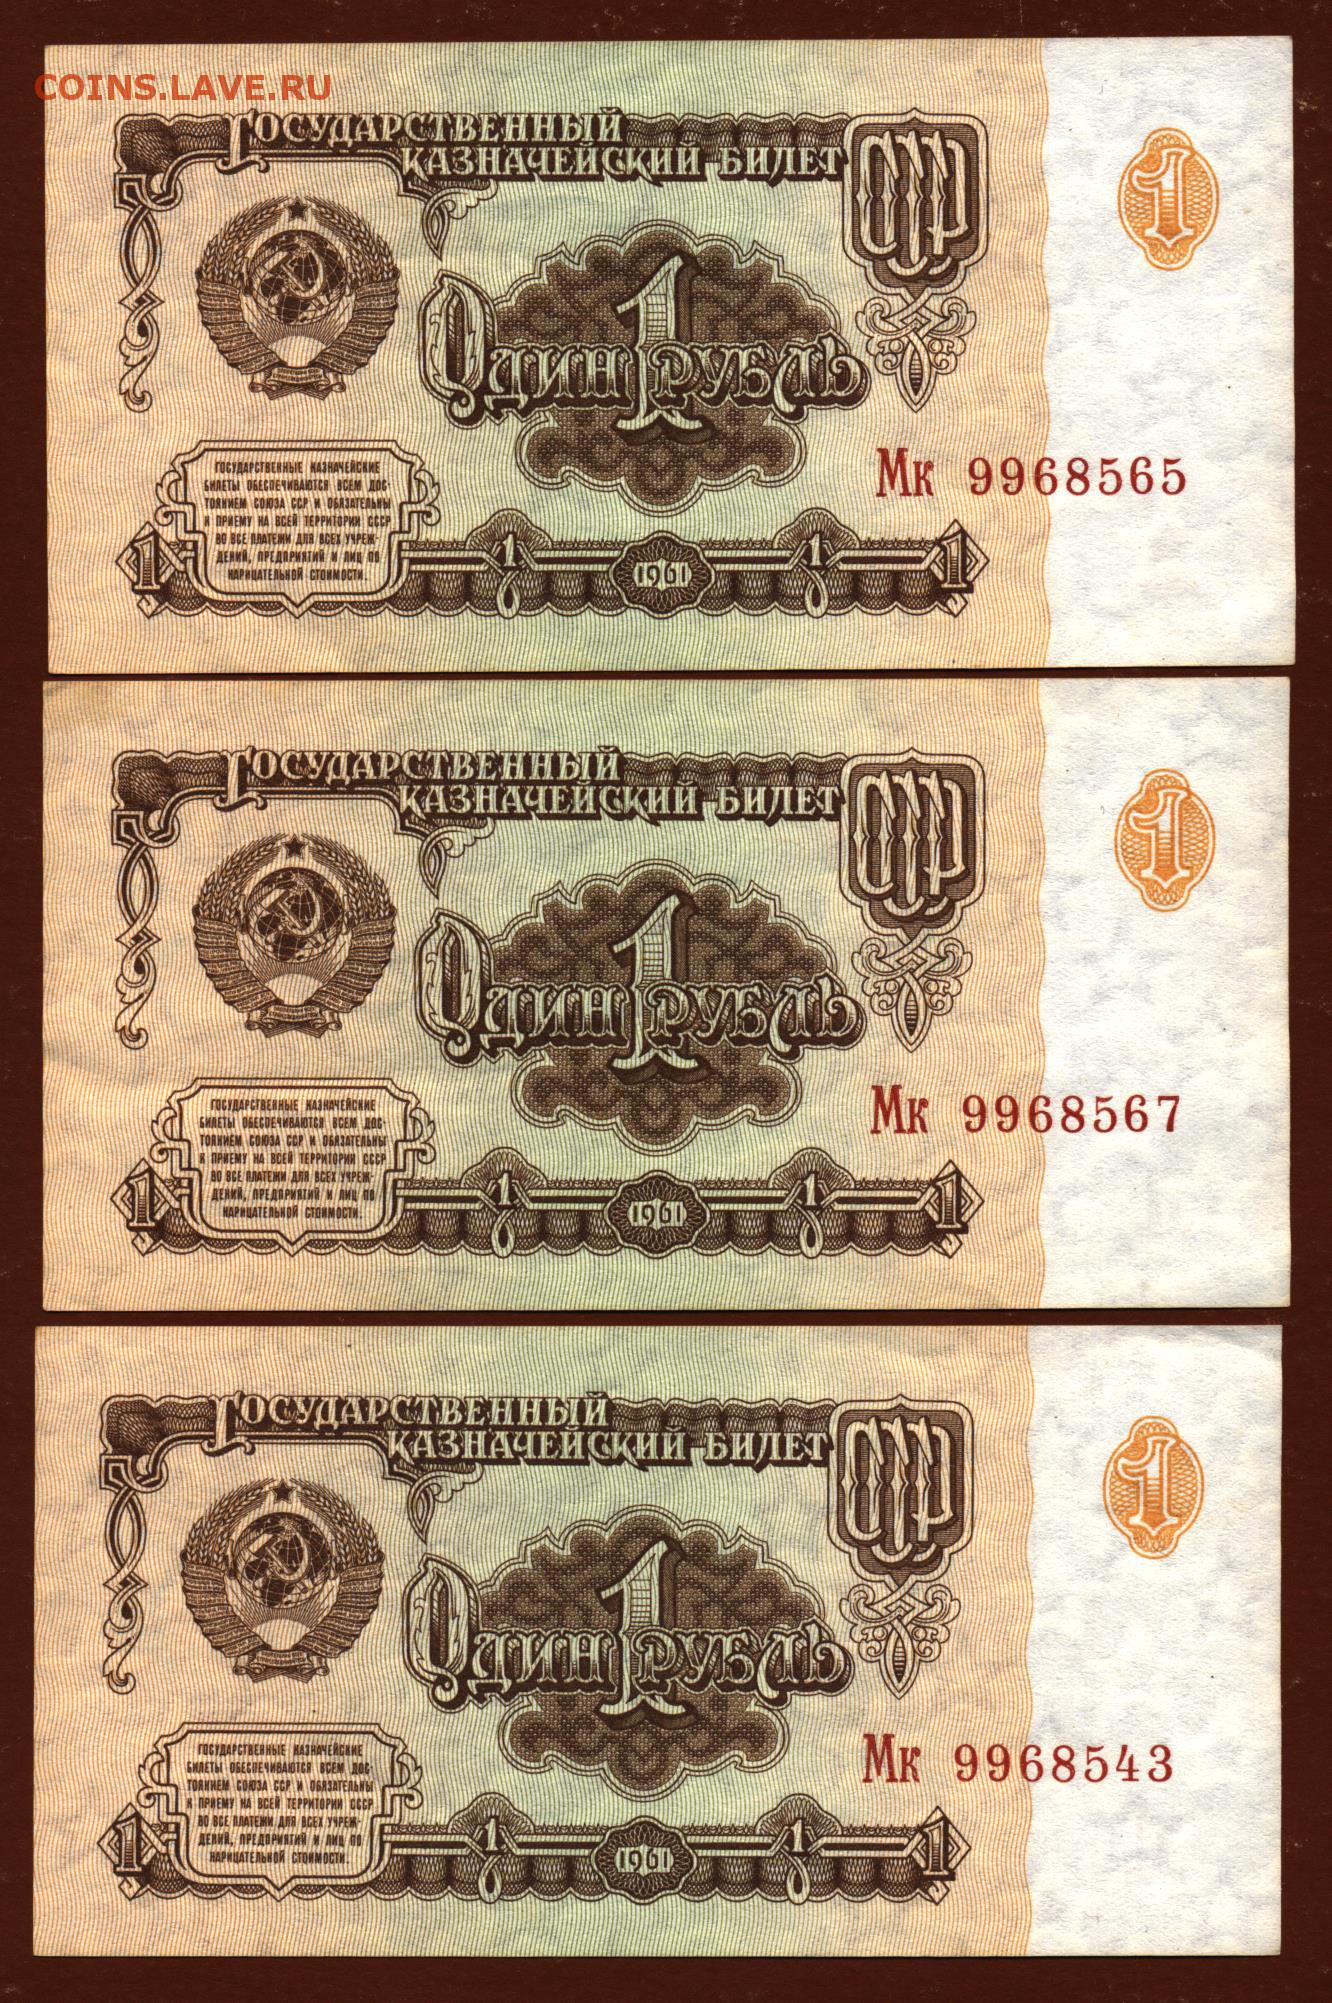 COINS.LAVE.RU
ГОСУДАРСТВЕННЫЙ
КАЗНАЧЕЙСКИЙ БИЛЕТ
СССР
1
1
ОДИН РУБЛЬ
Мк 9968565
ГОСУДАРСТВЕННЫЕ КАЗНАЧЕЙСКИЕ
БИЛЕТЫ ОБЕСПЕЧИВАЮТСЯ ВСЕМ ДОС-
ТОЯНИЕМ СОЮЗА ССР И ОБЯЗАТЕЛЬНЫ
К ПРИЕМУ НА ВСЕЙ ТЕРРИТОРИИ СССР
ВО ВСЕ ПЛАТЕЖИ ДЛЯ ВСЕХ УЧРЕЖ-
ДЕНИЙ, ПРЕДПРИЯТИЙ И ЛИЦ ПО
НАРИЦАТЕЛЬНОЙ СТОИМОСТИ.
1 1 1961 1 1
ГОСУДАРСТВЕННЫЙ
КАЗНАЧЕЙСКИЙ БИЛЕТ
СССР
1
1
ОДИН РУБЛЬ
Мк 9968567
ГОСУДАРСТВЕННЫЕ КАЗНАЧЕЙСКИЕ
БИЛЕТЫ ОБЕСПЕЧИВАЮТСЯ ВСЕМ ДОС-
ТОЯНИЕМ СОЮЗА ССР И ОБЯЗАТЕЛЬНЫ
К ПРИЕМУ НА ВСЕЙ ТЕРРИТОРИИ СССР
ВО ВСЕ ПЛАТЕЖИ ДЛЯ ВСЕХ УЧРЕЖ-
ДЕНИЙ, ПРЕДПРИЯТИЙ И ЛИЦ ПО
НАРИЦАТЕЛЬНОЙ СТОИМОСТИ.
1 1 1961 1 1
ГОСУДАРСТВЕННЫЙ
КАЗНАЧЕЙСКИЙ БИЛЕТ
СССР
1
1
ОДИН РУБЛЬ
Мк 9968543
ГОСУДАРСТВЕННЫЕ КАЗНАЧЕЙСКИЕ
БИЛЕТЫ ОБЕСПЕЧИВАЮТСЯ ВСЕМ ДОС-
ТОЯНИЕМ СОЮЗА ССР И ОБЯЗАТЕЛЬНЫ
К ПРИЕМУ НА ВСЕЙ ТЕРРИТОРИИ СССР
ВО ВСЕ ПЛАТЕЖИ ДЛЯ ВСЕХ УЧРЕЖ-
ДЕНИЙ, ПРЕДПРИЯТИЙ И ЛИЦ ПО
НАРИЦАТЕЛЬНОЙ СТОИМОСТИ.
1 1 1961 1 1